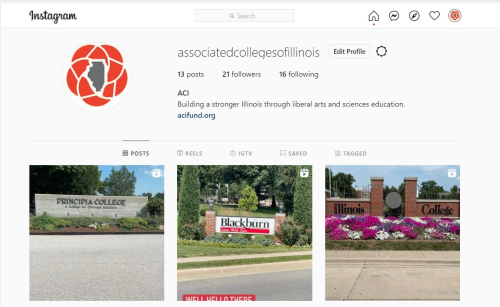 Instagram
Search
associatedcollegesofillinois
Edit Profile
13 posts 21 followers 16 following
ACI
Building a stronger Illinois through liberal arts and sciences education.
acifund.org
POSTS REELS IGTV SAVED TAGGED
PRINCIPIA COLLEGE
Blackburn
Illinois College
WELL HELLO THERE